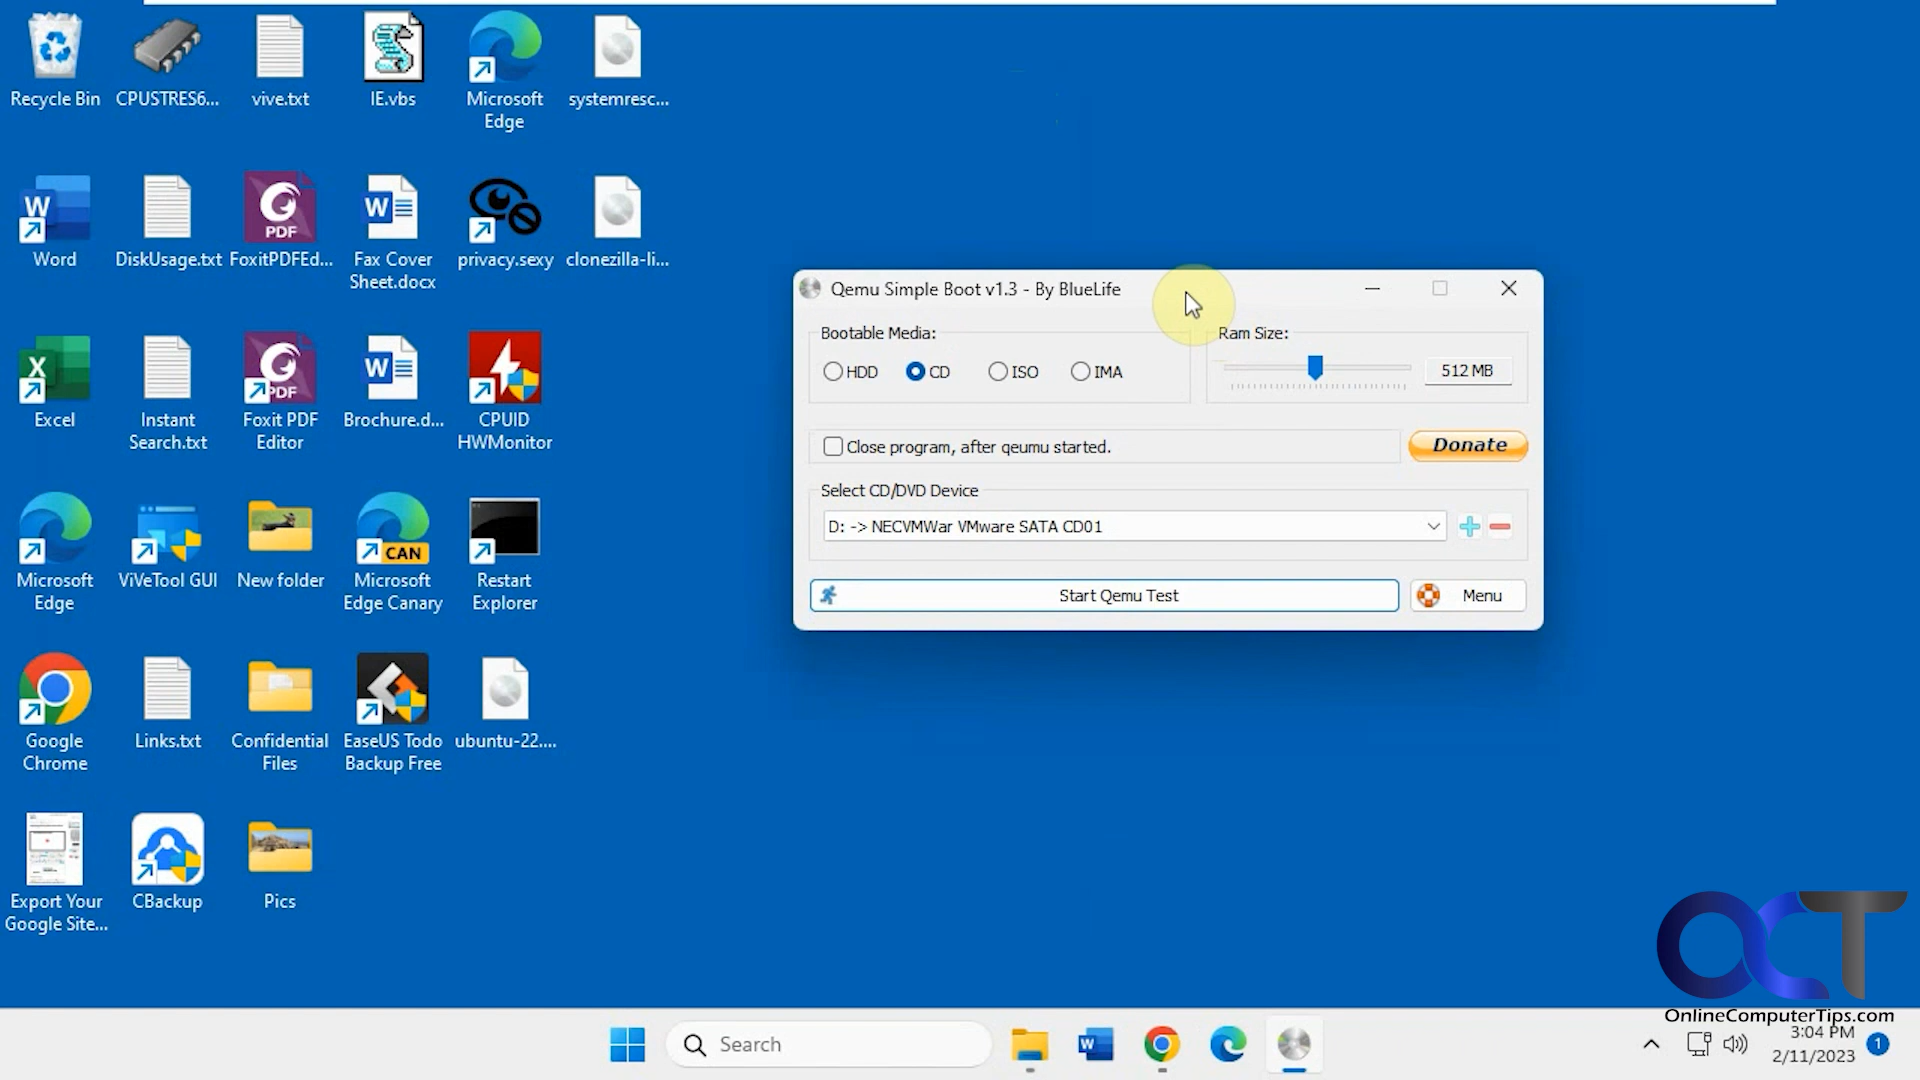 Recycle Bin
CPUSTRES6...
vive.txt
IE.vbs
Microsoft
Edge
systemresc...
Word
DiskUsage.txt
FoxitPDFEd...
Fax Cover
Sheet.docx
privacy.sexy
clonezilla-li...
Excel
Instant
Search.txt
Foxit PDF
Editor
Brochure.d...
CPUID
HWMonitor
Microsoft
Edge
ViVeTool GUI
New folder
CAN
Microsoft
Edge Canary
Restart
Explorer
Google
Chrome
Links.txt
Confidential
Files
EaseUS Todo
Backup Free
ubuntu-22....
Export Your
Google Site...
CBackup
Pics
Qemu Simple Boot v1.3 - By BlueLife
Bootable Media:
HDD
CD
ISO
IMA
Ram Size:
512 MB
Close program, after qeumu started.
Donate
Select CD/DVD Device
D: -> NECVMWar VMware SATA CD01
Start Qemu Test
Menu
OCT
OnlineComputerTips.com
Search
3:04 PM
2/11/2023
1